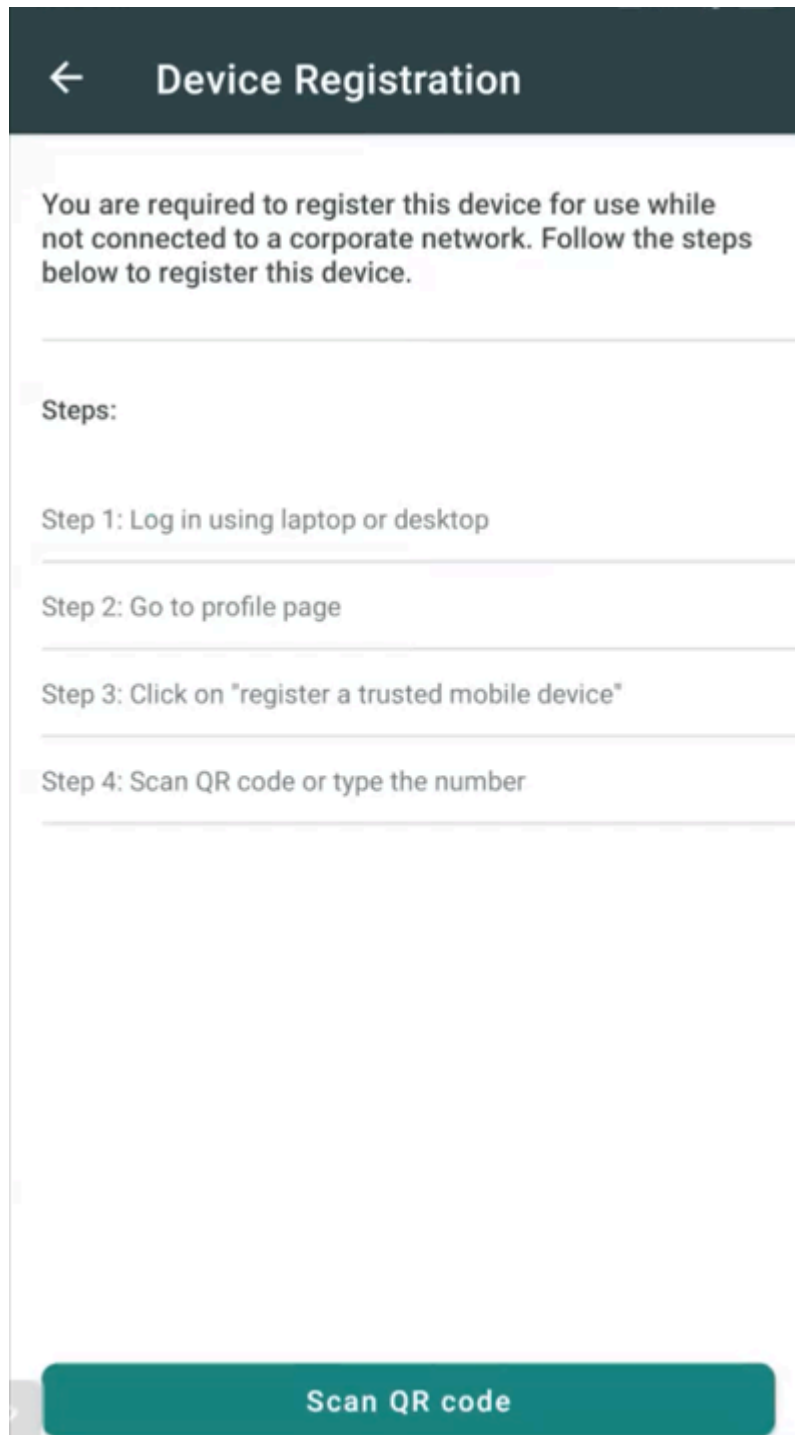 Device Registration
You are required to register this device for use while
not connected to a corporate network. Follow the steps
below to register this device.
Steps:
Step 1: Log in using laptop or desktop
Step 2: Go to profile page
Step 3: Click on "register a trusted mobile device"
Step 4: Scan QR code or type the number
Scan QR code